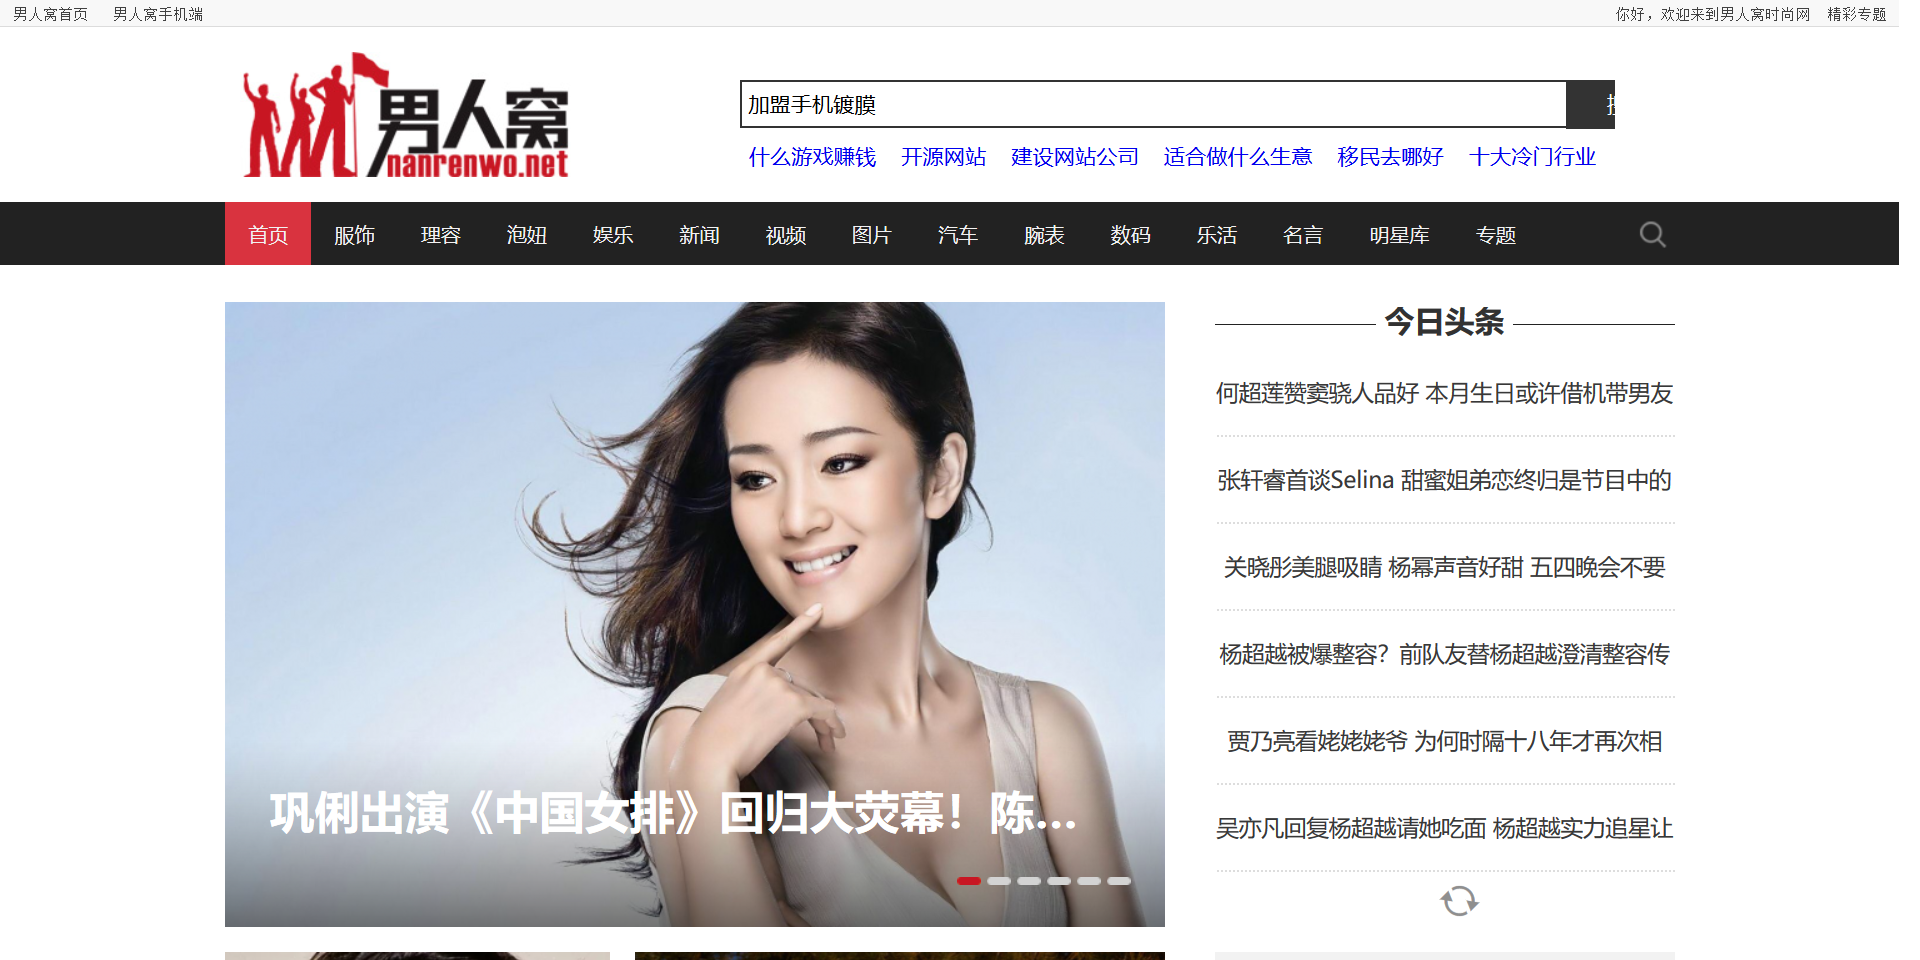 男人窝首页 男人窝手机端 你好，欢迎来到男人窝时尚网 精彩专题
男人窝
nanrenwo.net
加盟手机镀膜
什么游戏赚钱 开源网站 建设网站公司 适合做什么生意 移民去哪好 十大冷门行业
首页 服饰 理容 泡妞 娱乐 新闻 视频 图片 汽车 腕表 数码 乐活 名言 明星库 专题
巩俐出演《中国女排》回归大荧幕！陈...
今日头条
何超莲赞窦骁人品好 本月生日或许借机带男友
张轩睿首谈Selina 甜蜜姐弟恋终归是节目中的
关晓彤美腿吸睛 杨幂声音好甜 五四晚会不要
杨超越被爆整容？前队友替杨超越澄清整容传
贾乃亮看姥姥姥爷 为何时隔十八年才再次相
吴亦凡回复杨超越请她吃面 杨超越实力追星让